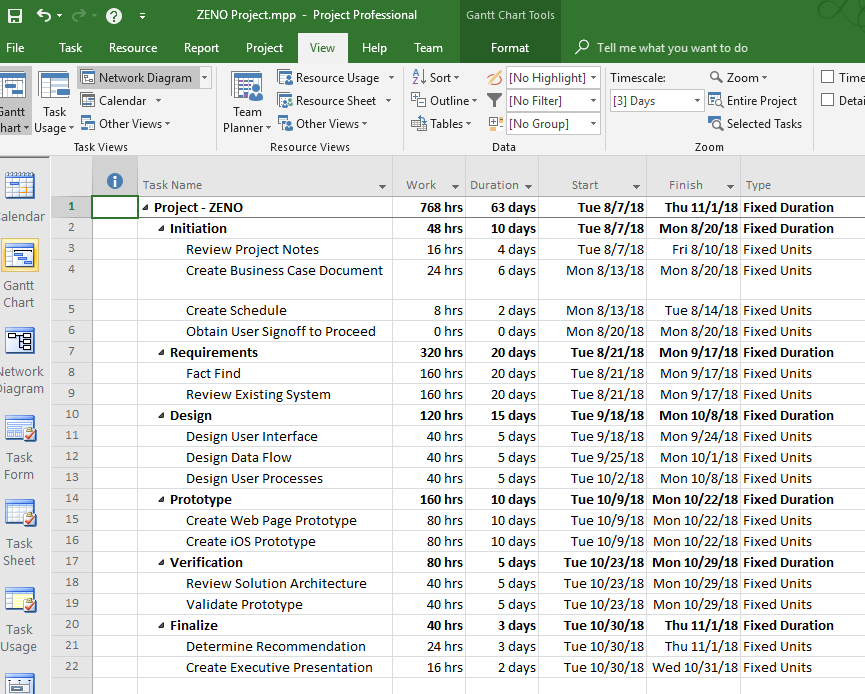 ZENO Project.mpp - Project Professional
Gantt Chart Tools
File Task Resource Report Project View Help Team Format Tell me what you want to do
Gantt Chart
Task Usage
Network Diagram
Calendar
Other Views
Task Views
Team Planner
Resource Usage
Resource Sheet
Other Views
Resource Views
Sort
Outline
Tables
[No Highlight]
[No Filter]
[No Group]
Data
Timescale:
[3] Days
Zoom
Entire Project
Selected Tasks
Zoom
Time
Detai
alendar
Gantt
Chart
Network
Diagram
Task
Form
Task
Sheet
Task
Usage
Task Name Work Duration Start Finish Type
1 Project - ZENO 768 hrs 63 days Tue 8/7/18 Thu 11/1/18 Fixed Duration
2 Initiation 48 hrs 10 days Tue 8/7/18 Mon 8/20/18 Fixed Duration
3 Review Project Notes 16 hrs 4 days Tue 8/7/18 Fri 8/10/18 Fixed Units
4 Create Business Case Document 24 hrs 6 days Mon 8/13/18 Mon 8/20/18 Fixed Units
5 Create Schedule 8 hrs 2 days Mon 8/13/18 Tue 8/14/18 Fixed Units
6 Obtain User Signoff to Proceed 0 hrs 0 days Mon 8/20/18 Mon 8/20/18 Fixed Units
7 Requirements 320 hrs 20 days Tue 8/21/18 Mon 9/17/18 Fixed Duration
8 Fact Find 160 hrs 20 days Tue 8/21/18 Mon 9/17/18 Fixed Units
9 Review Existing System 160 hrs 20 days Tue 8/21/18 Mon 9/17/18 Fixed Units
10 Design 120 hrs 15 days Tue 9/18/18 Mon 10/8/18 Fixed Duration
11 Design User Interface 40 hrs 5 days Tue 9/18/18 Mon 9/24/18 Fixed Units
12 Design Data Flow 40 hrs 5 days Tue 9/25/18 Mon 10/1/18 Fixed Units
13 Design User Processes 40 hrs 5 days Tue 10/2/18 Mon 10/8/18 Fixed Units
14 Prototype 160 hrs 10 days Tue 10/9/18 Mon 10/22/18 Fixed Duration
15 Create Web Page Prototype 80 hrs 10 days Tue 10/9/18 Mon 10/22/18 Fixed Units
16 Create iOS Prototype 80 hrs 10 days Tue 10/9/18 Mon 10/22/18 Fixed Units
17 Verification 80 hrs 5 days Tue 10/23/18 Mon 10/29/18 Fixed Duration
18 Review Solution Architecture 40 hrs 5 days Tue 10/23/18 Mon 10/29/18 Fixed Units
19 Validate Prototype 40 hrs 5 days Tue 10/23/18 Mon 10/29/18 Fixed Units
20 Finalize 40 hrs 3 days Tue 10/30/18 Thu 11/1/18 Fixed Duration
21 Determine Recommendation 24 hrs 3 days Tue 10/30/18 Thu 11/1/18 Fixed Units
22 Create Executive Presentation 16 hrs 2 days Tue 10/30/18 Wed 10/31/18 Fixed Units